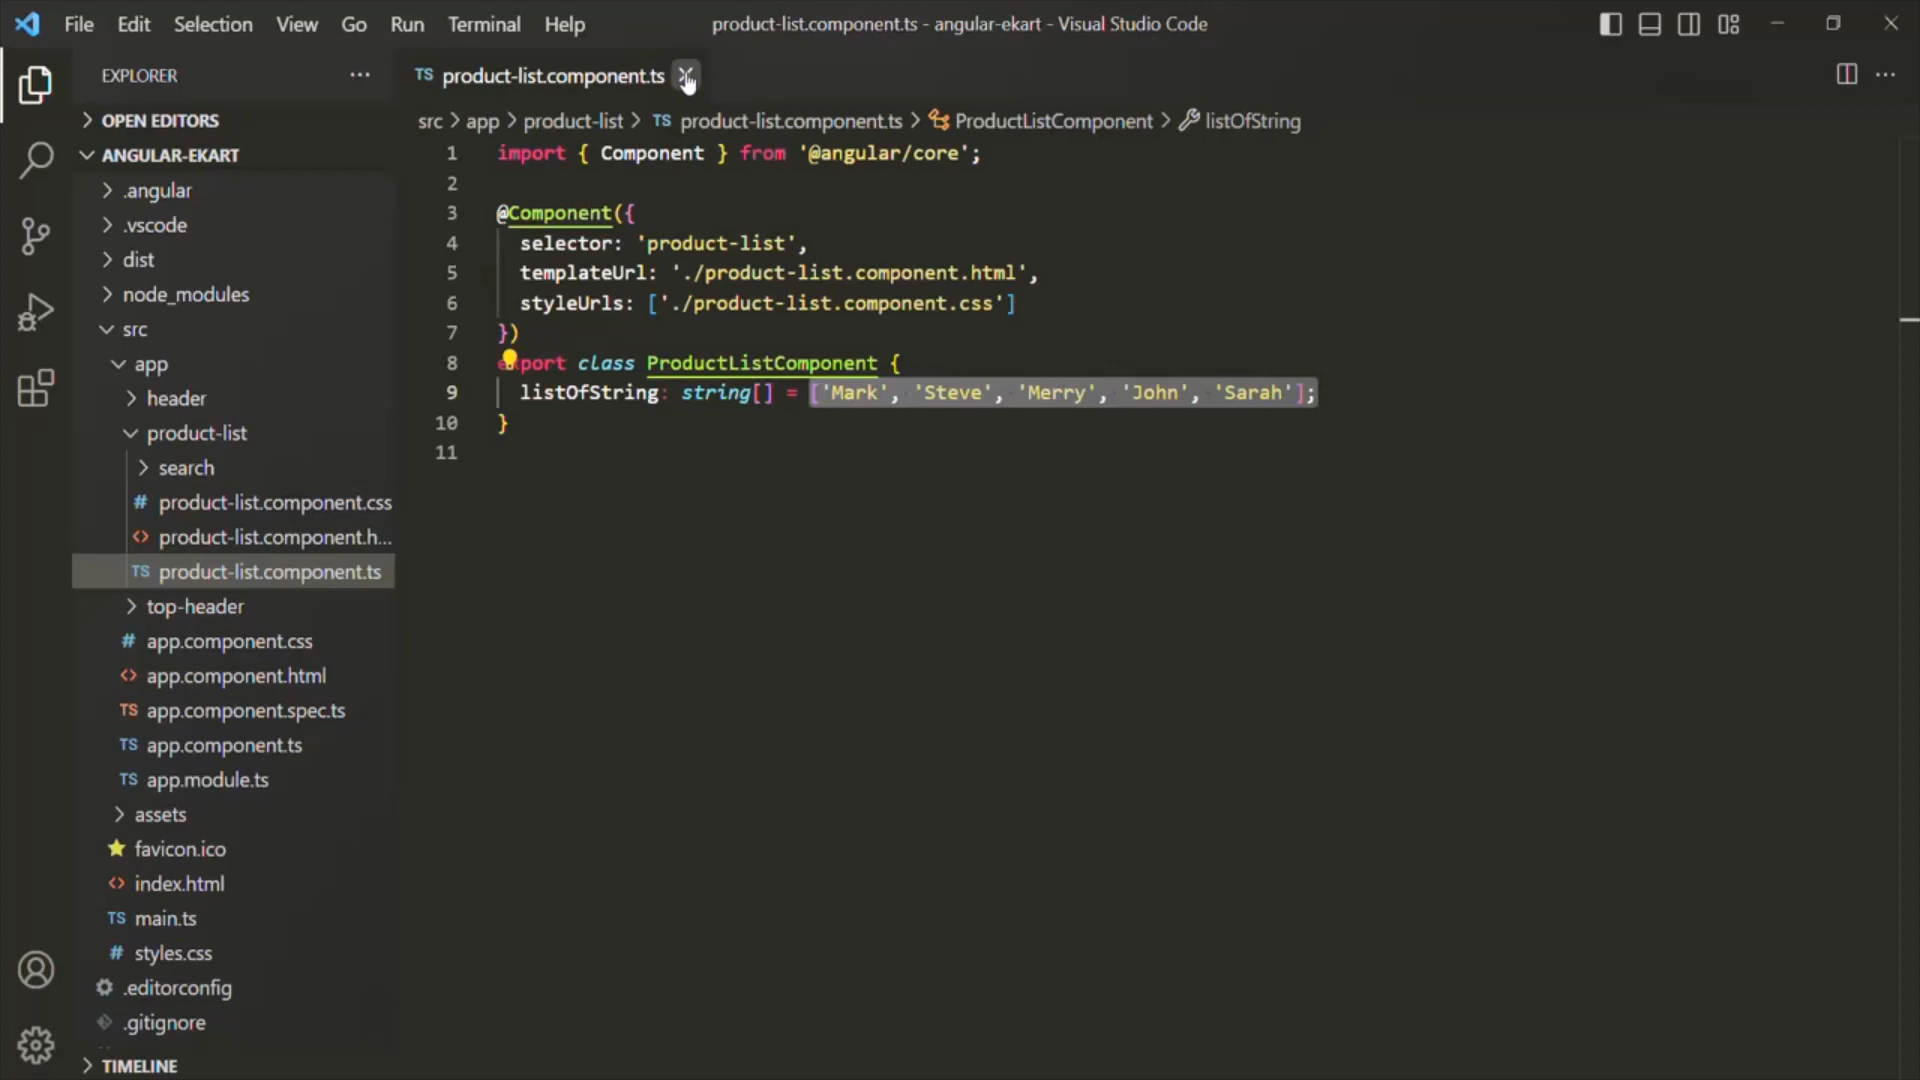 File Edit Selection View Go Run Terminal Help product-list.component.ts - angular-ekart - Visual Studio Code
EXPLORER
OPEN EDITORS
ANGULAR-EKART
.angular
.vscode
dist
node_modules
src
app
header
product-list
search
# product-list.component.css
<> product-list.component.h...
TS product-list.component.ts
top-header
# app.component.css
<> app.component.html
TS app.component.spec.ts
TS app.component.ts
TS app.module.ts
assets
favicon.ico
<> index.html
TS main.ts
# styles.css
.editorconfig
.gitignore
TIMELINE
TS product-list.component.ts
src > app > product-list > TS product-list.component.ts > ProductListComponent > listOfString
1 import { Component } from '@angular/core';
2
3 @Component({
4 selector: 'product-list',
5 templateUrl: './product-list.component.html',
6 styleUrls: ['./product-list.component.css']
7 })
8 export class ProductListComponent {
9 listOfString: string[] = ['Mark', 'Steve', 'Merry', 'John', 'Sarah'];
10 }
11